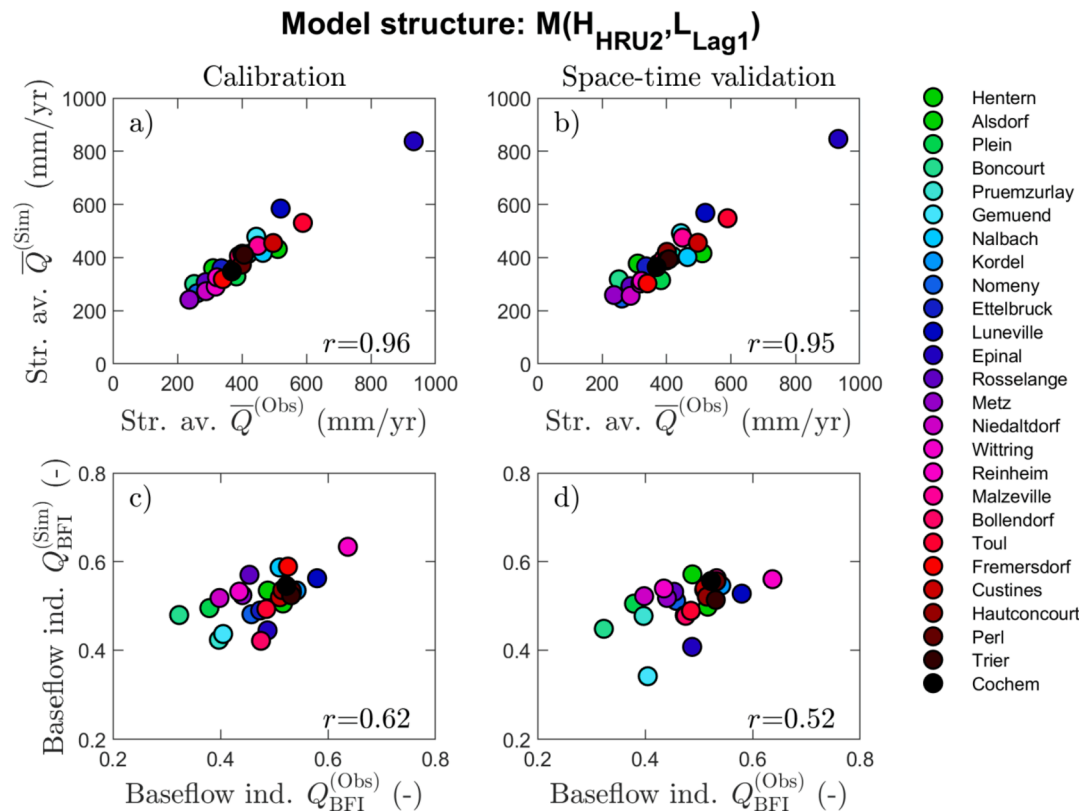 Model structure: M(H_HRU2,L_Lag1)
Calibration
Space-time validation
a)
r=0.96
1000
800
600
400
200
0
0 200 400 600 800 1000
Str. av. Q̅^(Sim) (mm/yr)
Str. av. Q̅^(Obs) (mm/yr)
b)
r=0.95
1000
800
600
400
200
0
0 200 400 600 800 1000
Str. av. Q̅^(Obs) (mm/yr)
c)
r=0.62
0.8
0.6
0.4
0.2
0.2 0.4 0.6 0.8
Baseflow ind. Q_BFI^(Sim) (-)
Baseflow ind. Q_BFI^(Obs) (-)
d)
r=0.52
0.8
0.6
0.4
0.2
0.2 0.4 0.6 0.8
Baseflow ind. Q_BFI^(Obs) (-)
Hentern
Alsdorf
Plein
Boncourt
Pruemzurlay
Gemuend
Nalbach
Kordel
Nomeny
Ettelbruck
Luneville
Epinal
Rosselange
Metz
Niedaltdorf
Wittring
Reinheim
Malzeville
Bollendorf
Toul
Fremersdorf
Custines
Hautconcourt
Perl
Trier
Cochem